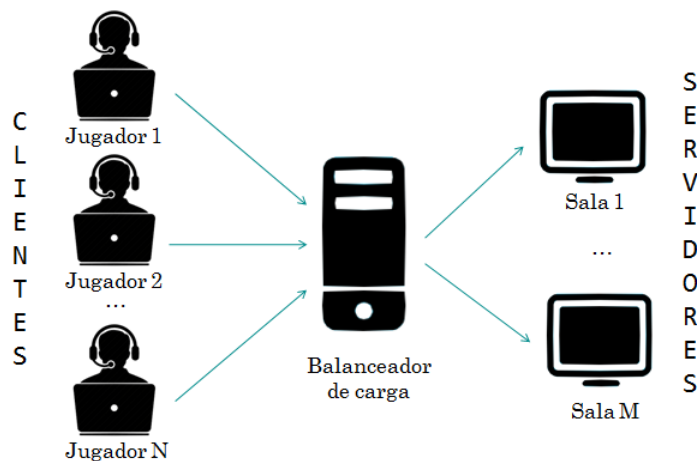 CLIENTES
Jugador 1
Jugador 2
...
Jugador N
Balanceador
de carga
Sala 1
...
Sala M
SERVIDORES